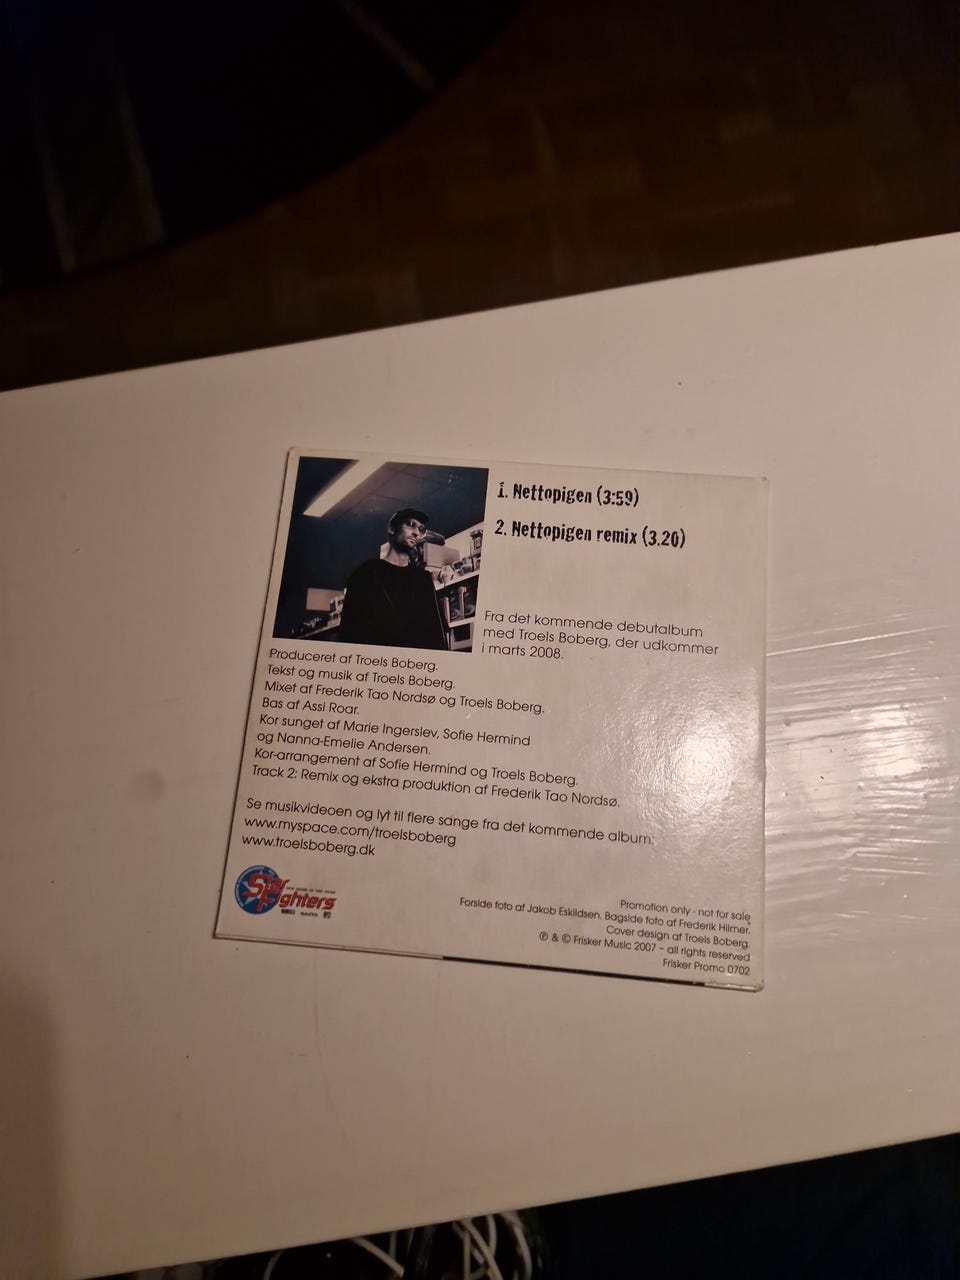 1. Nettopigen (3:59)
2. Nettopigen remix (3.20)
Fra det kommende debutalbum
med Troels Boberg, der udkommer
i marts 2008.
Produceret af Troels Boberg.
Tekst og musik af Troels Boberg.
Mixet af Frederik Tao Nordsø og Troels Boberg.
Bas af Assi Roar.
Kor sunget af Marie Ingerslev, Sofie Hermind
og Nanna-Emelie Andersen.
Kor-arrangement af Sofie Hermind og Troels Boberg.
Track 2: Remix og ekstra produktion af Frederik Tao Nordsø.
Se musikvideoen og lyt til flere sange fra det kommende album:
www.myspace.com/troelsboberg
www.troelsboberg.dk
Star
Fighters
Promotion only - not for sale
Forside foto af Jakob Eskildsen. Bagside foto af Frederik Hilmer.
Cover design af Troels Boberg.
℗ & © Frisker Music 2007 – all rights reserved
Frisker Promo 0702